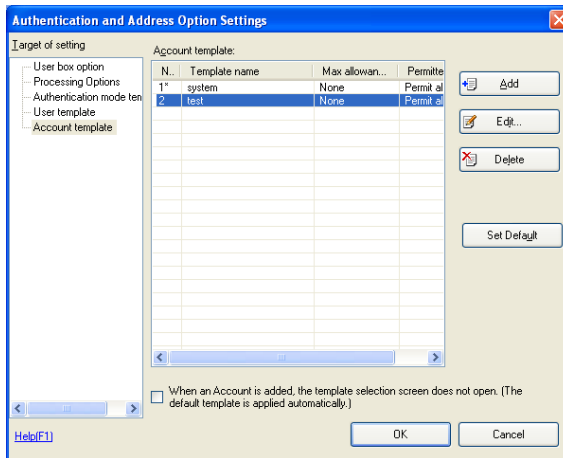 Authentication and Address Option Settings
Target of setting
User box option
Processing Options
Authentication mode ten
User template
Account template
Account template:
N.. Template name Max allowan... Permitte
1* system None Permit al
2 test None Permit al
Add
Edit...
Delete
Set Default
When an Account is added, the template selection screen does not open. (The
default template is applied automatically.)
Help(F1)
OK
Cancel